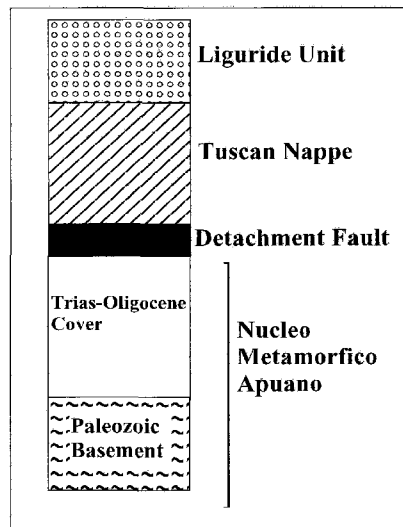 Liguride Unit
Tuscan Nappe
Detachment Fault
Trias-Oligocene
Cover
Nucleo
Metamorfico
Apuano
Paleozoic
Basement